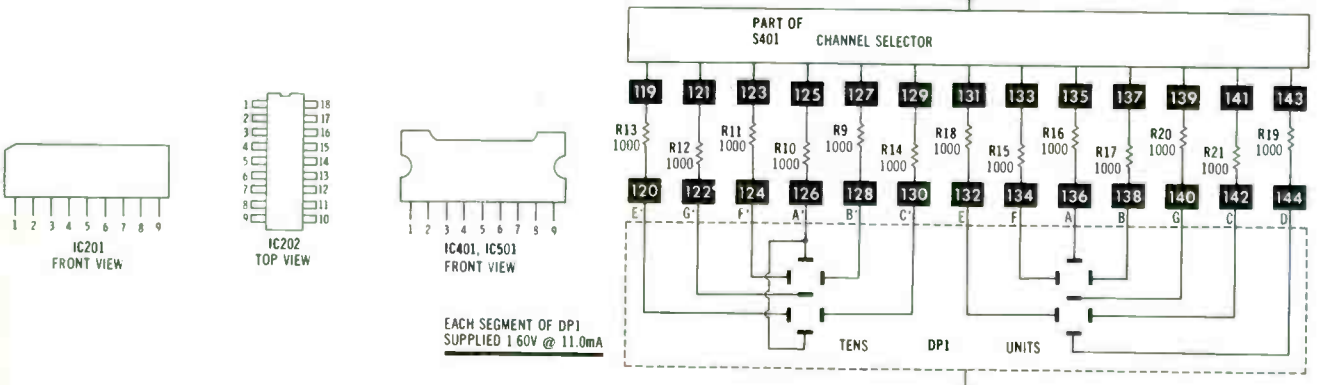 PART OF
S401 CHANNEL SELECTOR
119 121 123 125 127 129 131 133 135 137 139 141 143
R13 1000
R12 1000
R11 1000
R10 1000
R9 1000
R14 1000
R18 1000
R15 1000
R16 1000
R17 1000
R20 1000
R21 1000
R19 1000
120 122 124 126 128 130 132 134 136 138 140 142 144
E' G' F' A' B' C' E F A B G C D
TENS DP1 UNITS
1 2 3 4 5 6 7 8 9
IC201
FRONT VIEW
1 18
2 17
3 16
4 15
5 14
6 13
7 12
8 11
9 10
IC202
TOP VIEW
1 2 3 4 5 6 7 8 9
IC401, IC501
FRONT VIEW
EACH SEGMENT OF DP1
SUPPLIED 1.60V @ 11.0mA